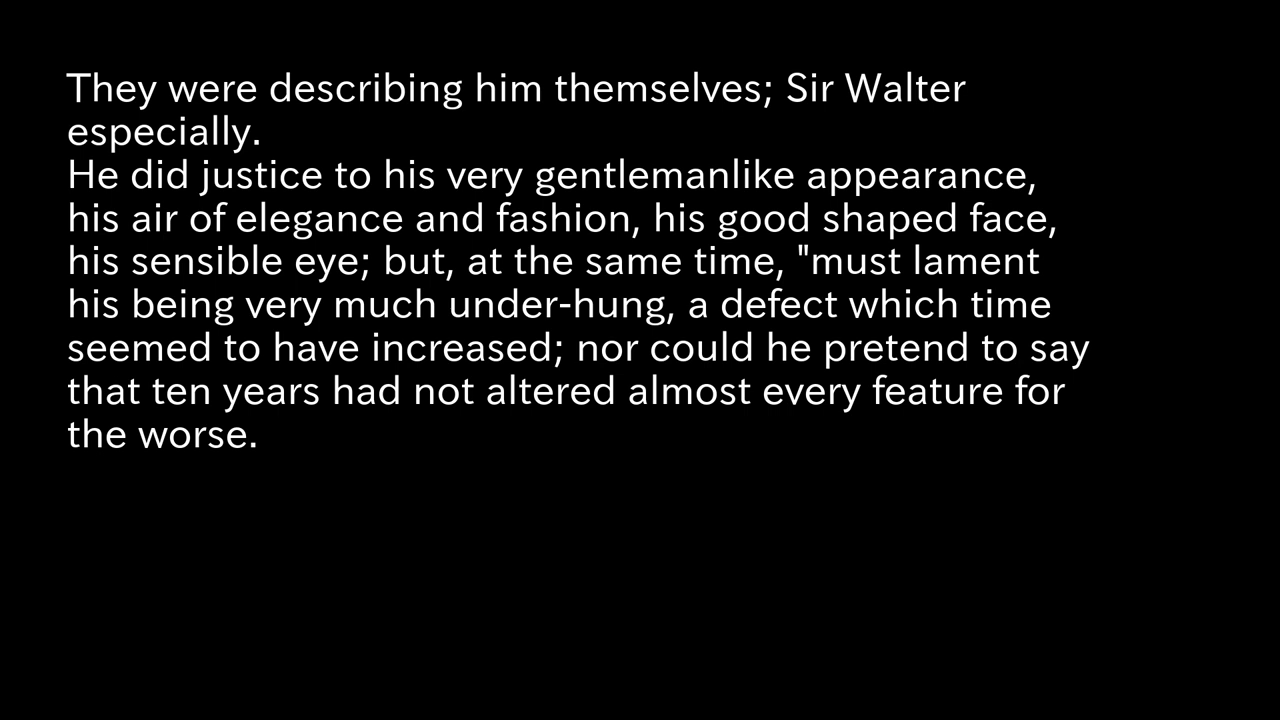 They were describing him themselves; Sir Walter
especially.
He did justice to his very gentlemanlike appearance,
his air of elegance and fashion, his good shaped face,
his sensible eye; but, at the same time, "must lament
his being very much under-hung, a defect which time
seemed to have increased; nor could he pretend to say
that ten years had not altered almost every feature for
the worse.